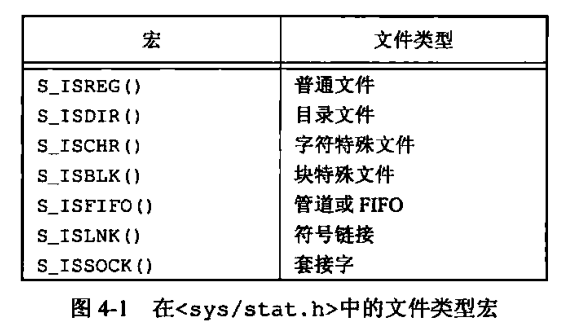 宏 文件类型
S_ISREG() 普通文件
S_ISDIR() 目录文件
S_ISCHR() 字符特殊文件
S_ISBLK() 块特殊文件
S_ISFIFO() 管道或 FIFO
S_ISLNK() 符号链接
S_ISSOCK() 套接字
图 4-1 在<sys/stat.h>中的文件类型宏